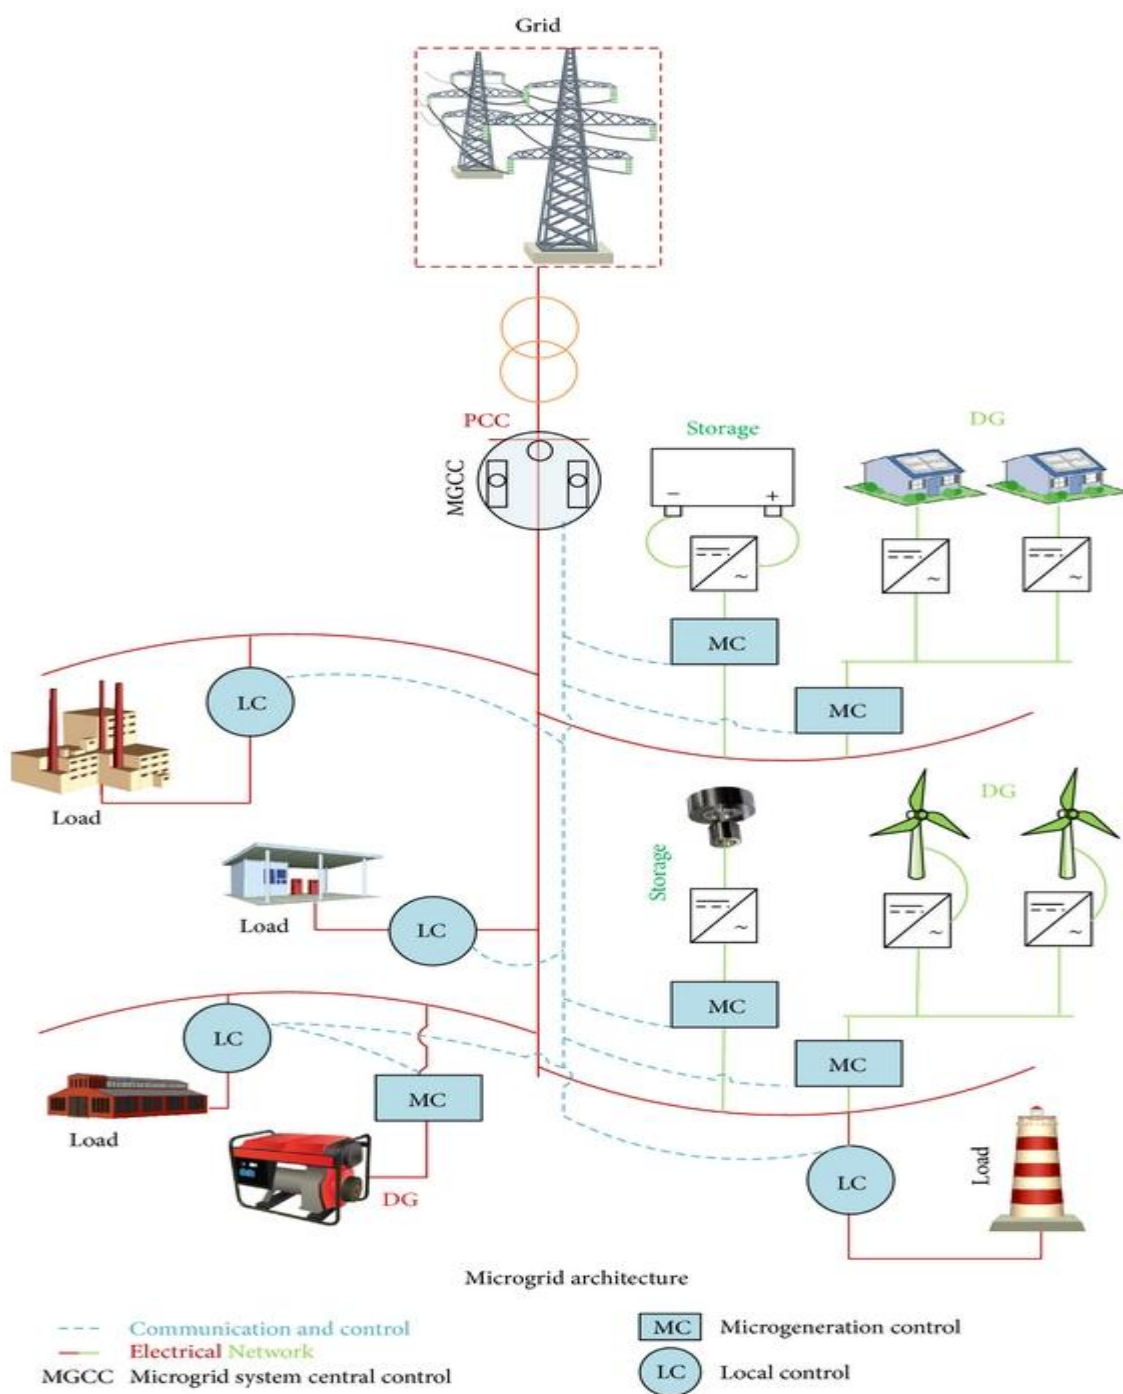 Grid
PCC
MGCC
Storage
DG
MC
LC
MC
Load
DG
Storage
Load
LC
MC
LC
MC
MC
Load
DG
LC
Load
Microgrid architecture
Communication and control
Electrical Network
MGCC Microgrid system central control
MC Microgeneration control
LC Local control